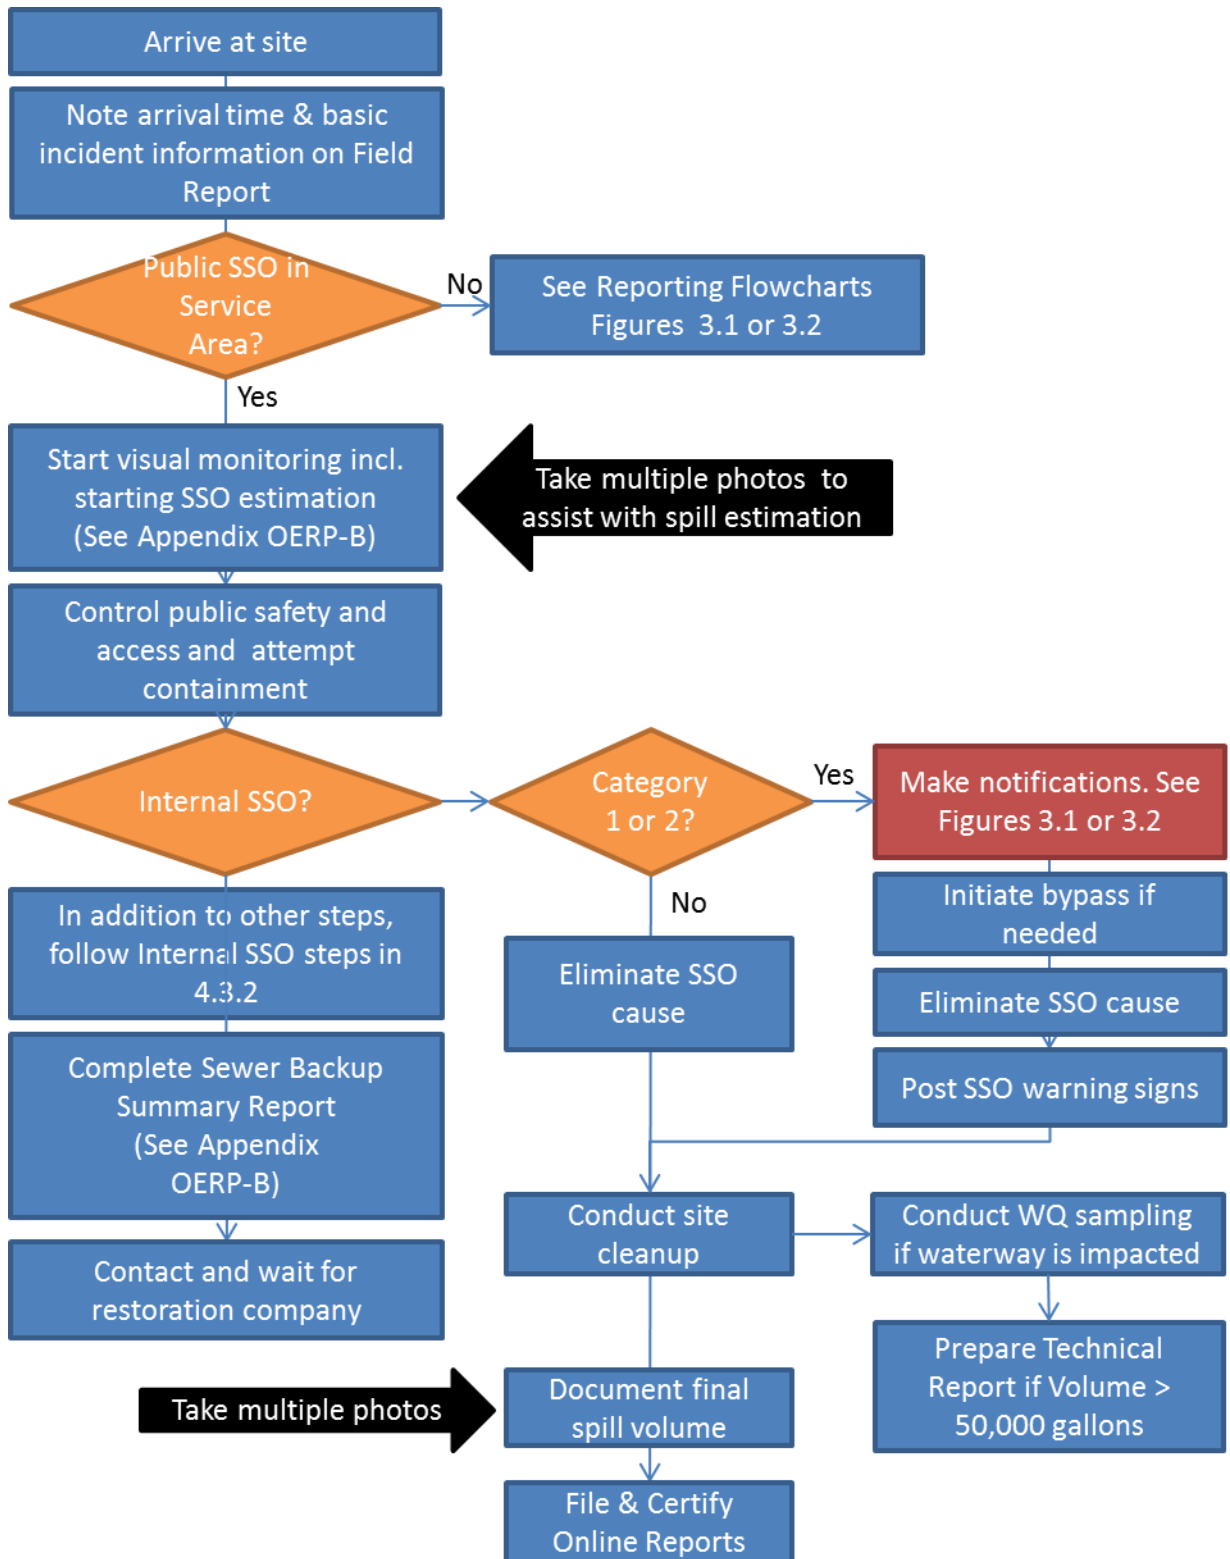 Arrive at site
Note arrival time & basic
incident information on Field
Report
Public SSO in
Service
Area?
No
See Reporting Flowcharts
Figures 3.1 or 3.2
Yes
Start visual monitoring incl.
starting SSO estimation
(See Appendix OERP-B)
Take multiple photos to
assist with spill estimation
Control public safety and
access and attempt
containment
Internal SSO?
Category
1 or 2?
Yes
Make notifications. See
Figures 3.1 or 3.2
No
In addition to other steps,
follow Internal SSO steps in
4.3.2
Eliminate SSO
cause
Initiate bypass if
needed
Eliminate SSO cause
Post SSO warning signs
Complete Sewer Backup
Summary Report
(See Appendix
OERP-B)
Contact and wait for
restoration company
Conduct site
cleanup
Conduct WQ sampling
if waterway is impacted
Prepare Technical
Report if Volume >
50,000 gallons
Take multiple photos
Document final
spill volume
File & Certify
Online Reports